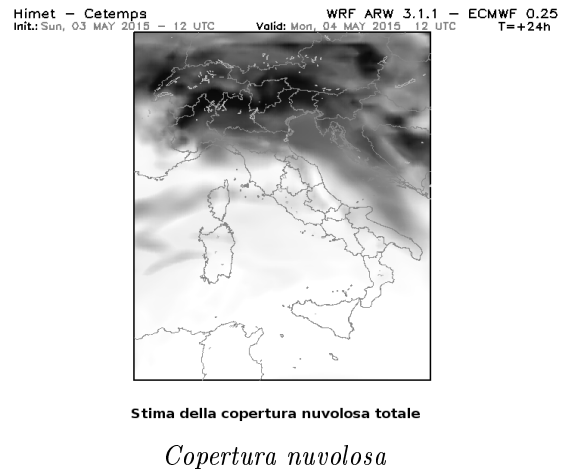 Himet – Cetemps WRF ARW 3.1.1 – ECMWF 0.25
Init.: Sun, 03 MAY 2015 – 12 UTC Valid: Mon, 04 MAY 2015 12 UTC T=+24h
Stima della copertura nuvolosa totale
Copertura nuvolosa